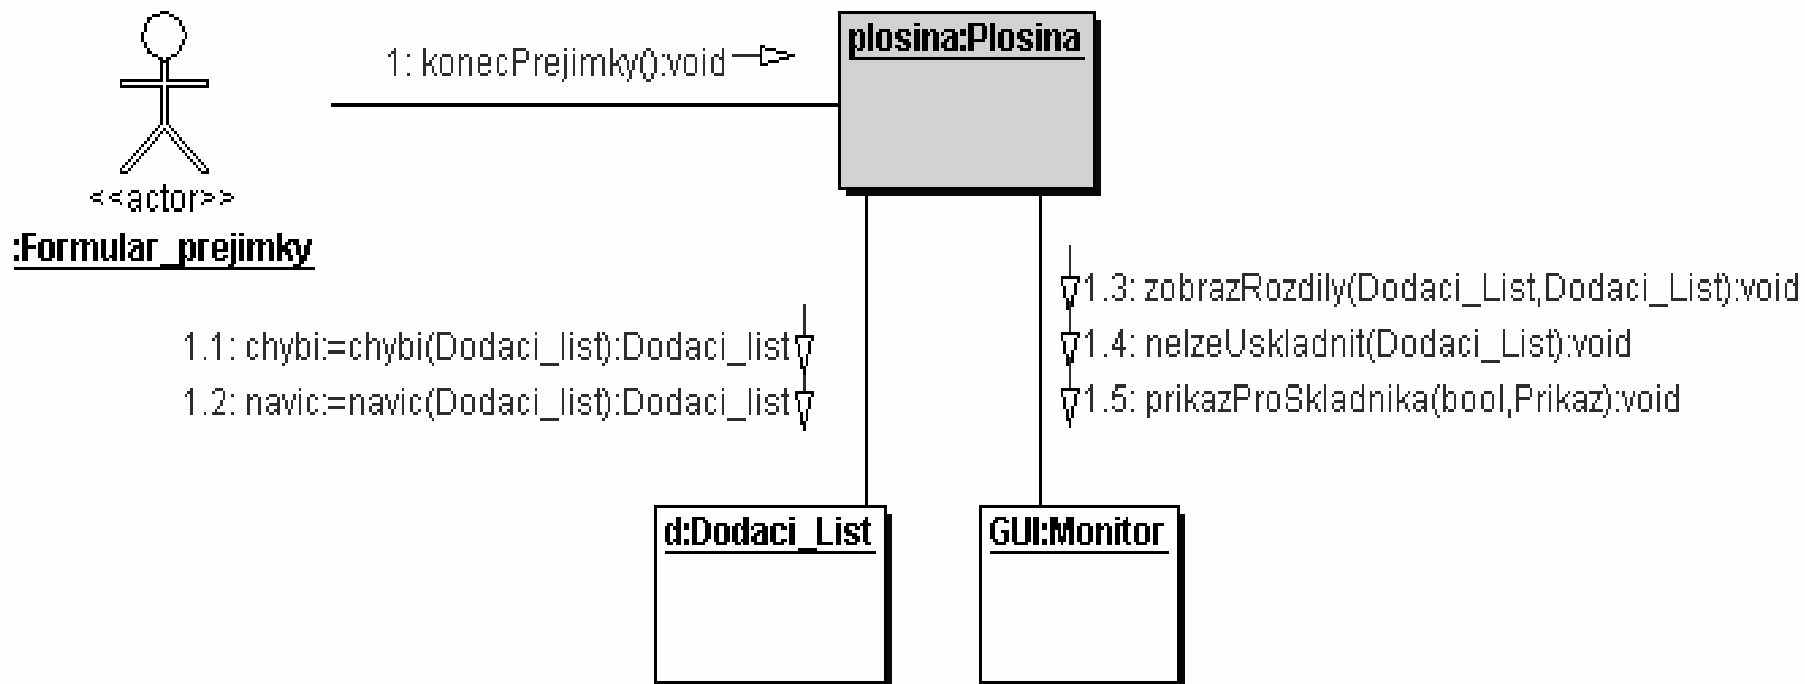 plosina:Plosina
1: konecPrejimky():void
<<actor>>
:Formular_prejimky
1.3: zobrazRozdily(Dodaci_List,Dodaci_List):void
1.1: chybi:=chybi(Dodaci_list):Dodaci_list
1.4: nelzeUskladnit(Dodaci_List):void
1.2: navic:=navic(Dodaci_list):Dodaci_list
1.5: prikazProSkladnika(bool,Prikaz):void
d:Dodaci_List
GUI:Monitor